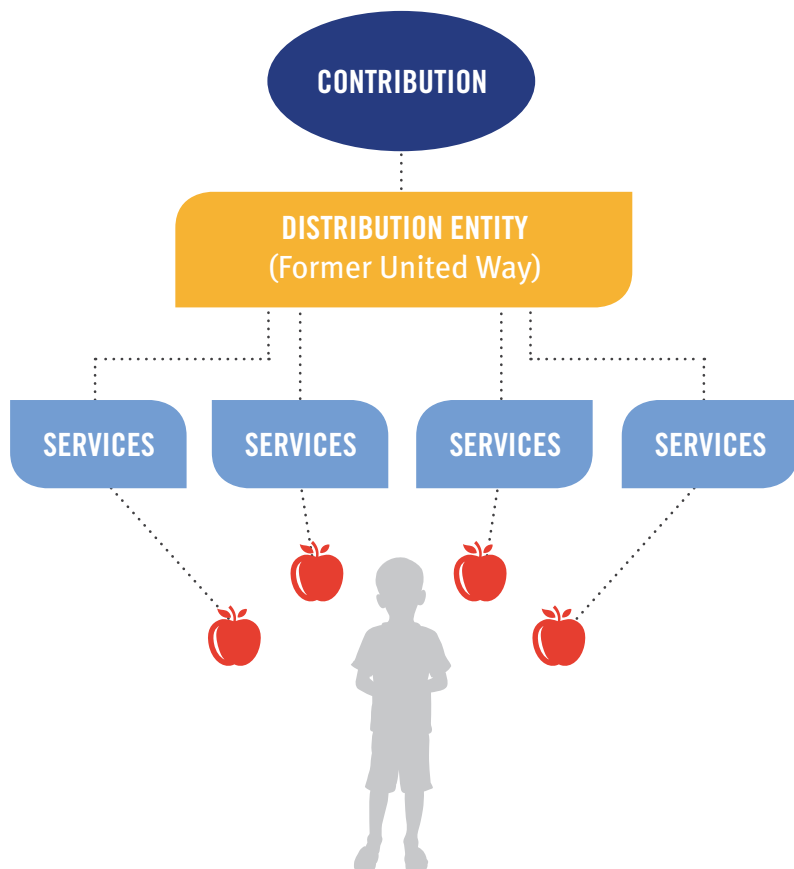 CONTRIBUTION
DISTRIBUTION ENTITY
(Former United Way)
SERVICES
SERVICES
SERVICES
SERVICES